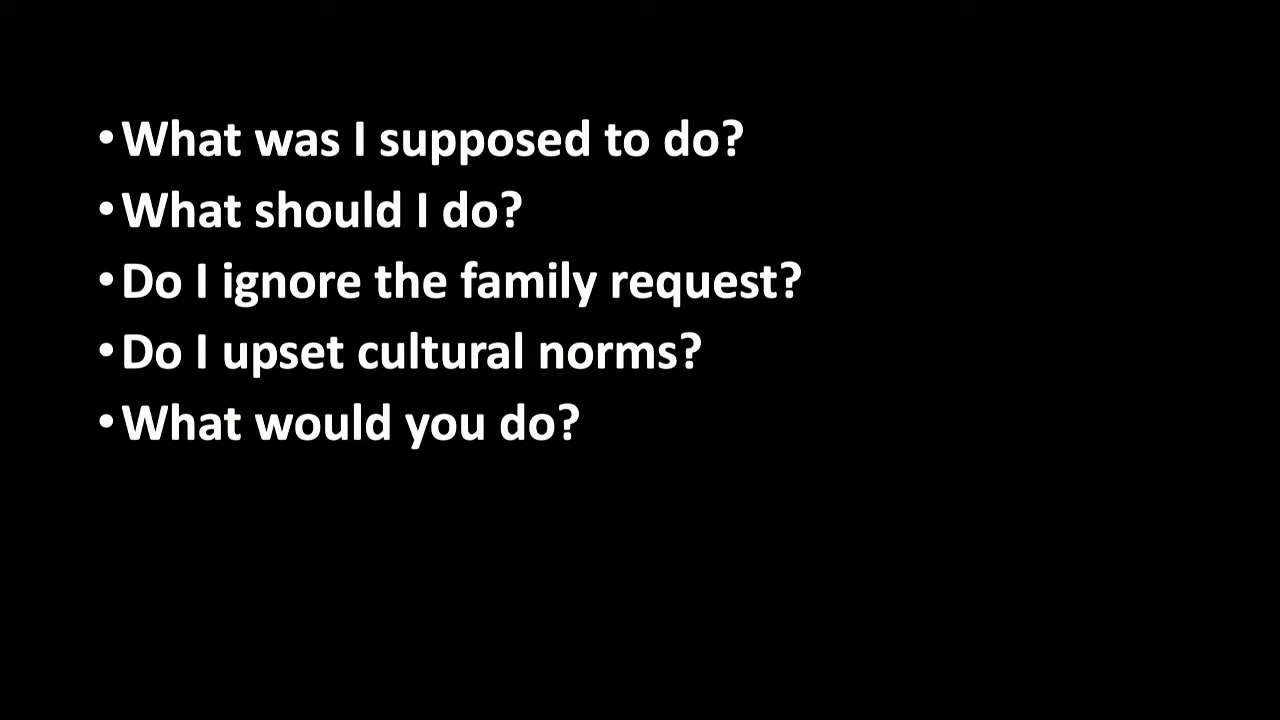 •What was I supposed to do?
•What should I do?
•Do I ignore the family request?
•Do I upset cultural norms?
•What would you do?